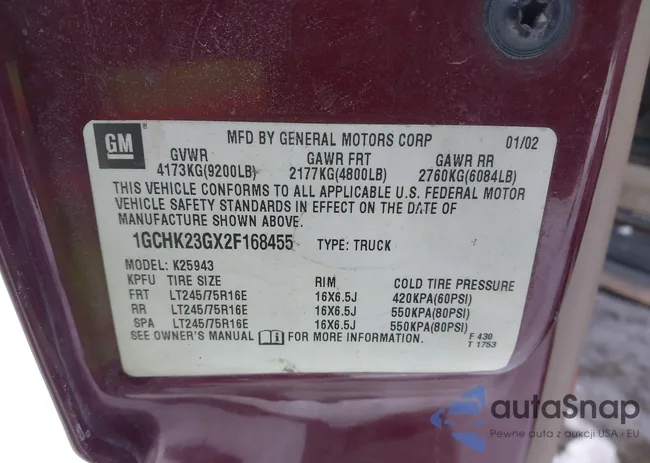 GM
MFD BY GENERAL MOTORS CORP 01/02
GVWR GAWR FRT GAWR RR
4173KG(9200LB) 2177KG(4800LB) 2760KG(6084LB)
THIS VEHICLE CONFORMS TO ALL APPLICABLE U.S. FEDERAL MOTOR
VEHICLE SAFETY STANDARDS IN EFFECT ON THE DATE OF
MANUFACTURE SHOWN ABOVE.
1GCHK23GX2F168455 TYPE: TRUCK
MODEL: K25943
KPFU TIRE SIZE RIM COLD TIRE PRESSURE
FRT LT245/75R16E 16X6.5J 420KPA(60PSI)
RR LT245/75R16E 16X6.5J 550KPA(80PSI)
SPA LT245/75R16E 16X6.5J 550KPA(80PSI)
SEE OWNER'S MANUAL FOR MORE INFORMATION.
F 430
T 1753
autaSnap
Pewne auta z aukcji USA i EU